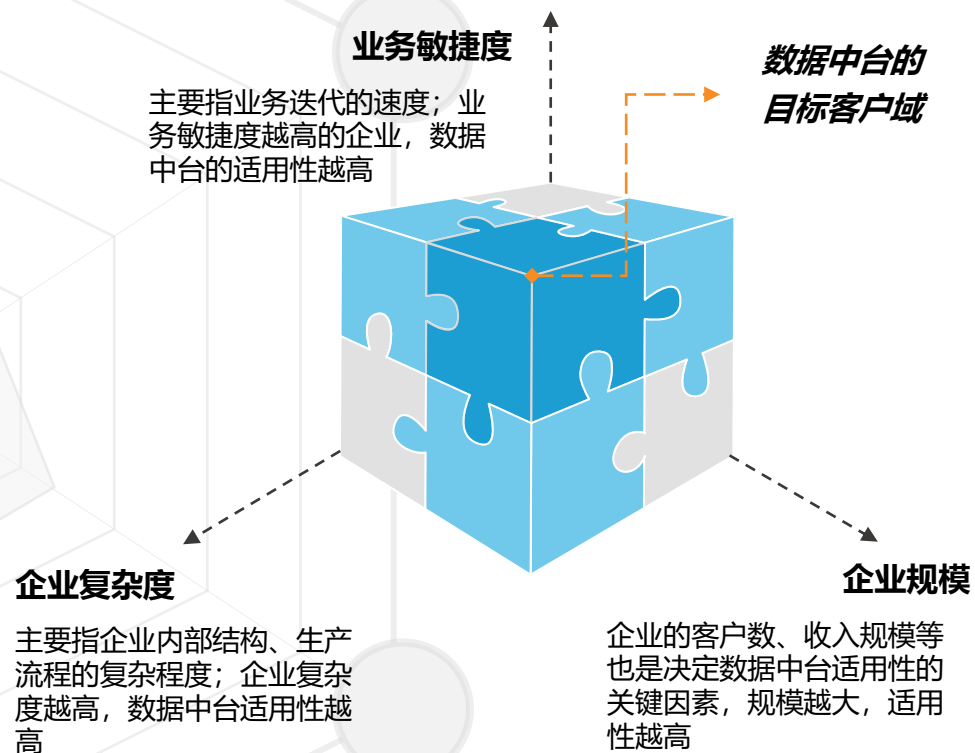 业务敏捷度
主要指业务迭代的速度；业
务敏捷度越高的企业，数据
中台的适用性越高
数据中台的
目标客户域
企业复杂度
主要指企业内部结构、生产
流程的复杂程度；企业复杂
度越高，数据中台适用性越
高
企业规模
企业的客户数、收入规模等
也是决定数据中台适用性的
关键因素，规模越大，适用
性越高